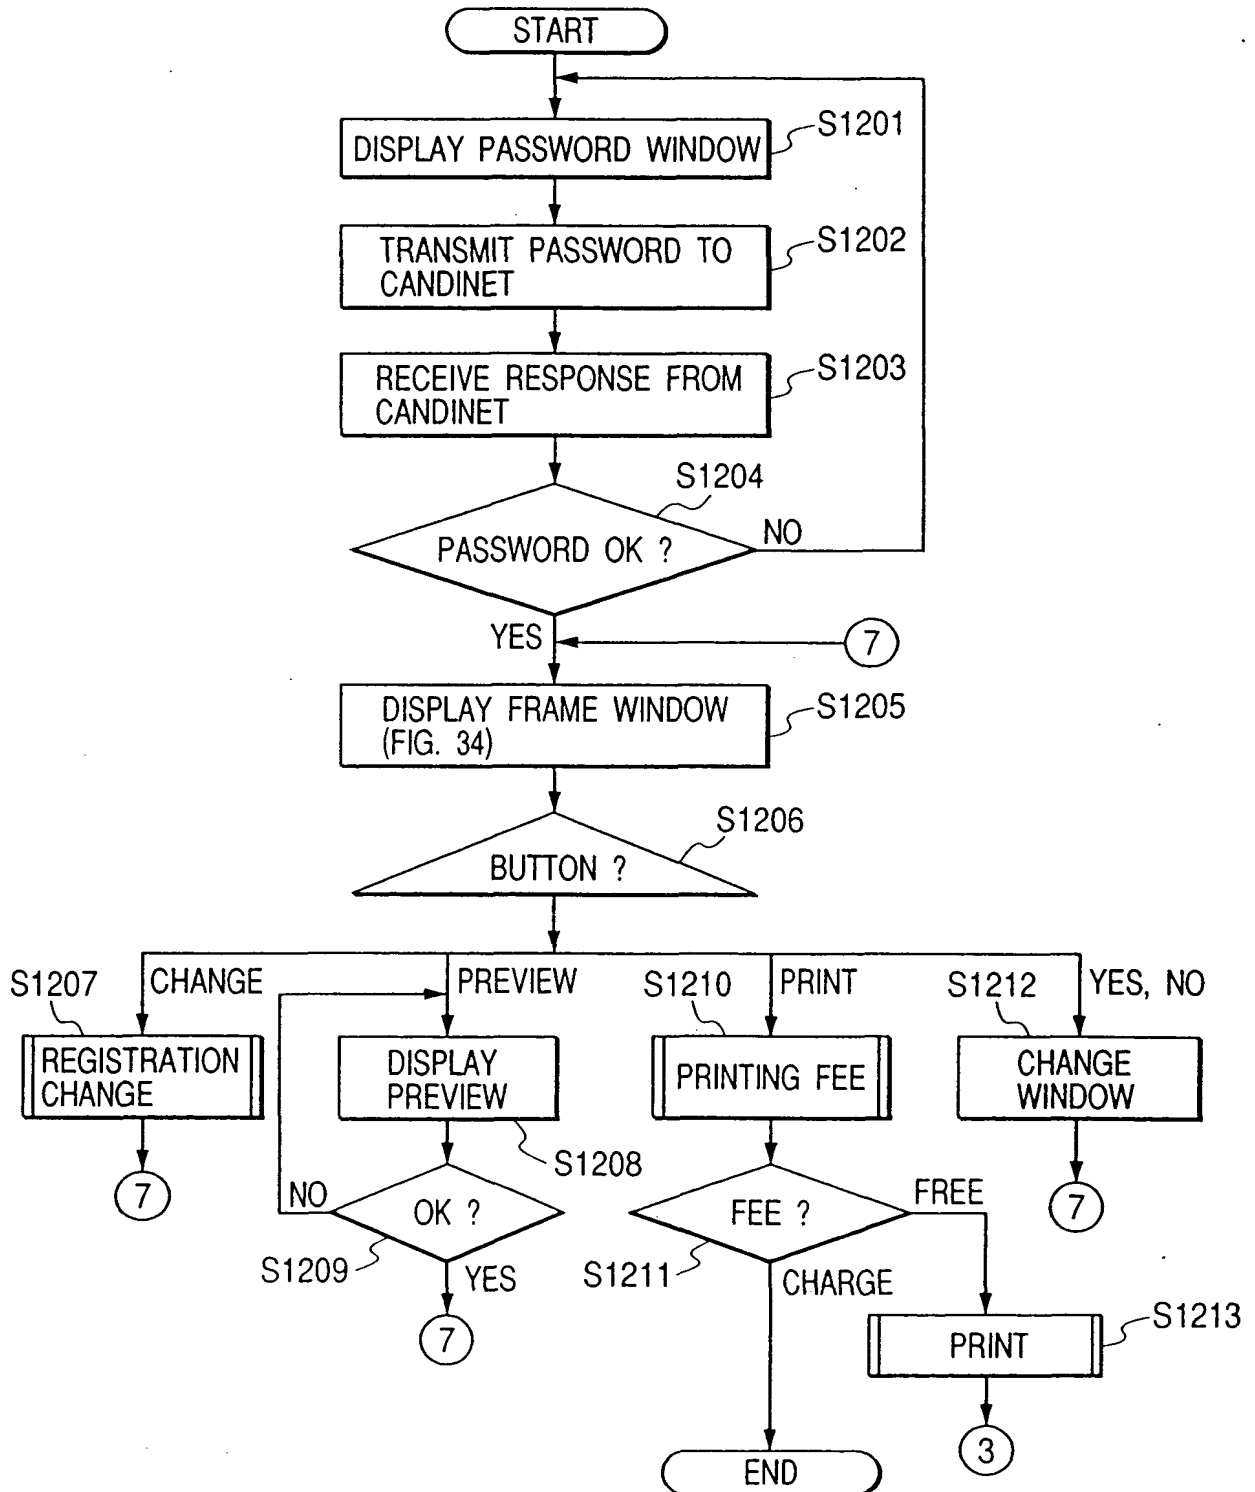 START
DISPLAY PASSWORD WINDOW
S1201
TRANSMIT PASSWORD TO
CANDINET
S1202
RECEIVE RESPONSE FROM
CANDINET
S1203
S1204
PASSWORD OK ?
NO
YES
7
DISPLAY FRAME WINDOW
(FIG. 34)
S1205
S1206
BUTTON ?
S1207
CHANGE
PREVIEW
S1210
PRINT
S1212
YES, NO
REGISTRATION
CHANGE
DISPLAY
PREVIEW
PRINTING FEE
CHANGE
WINDOW
S1208
7
NO
OK ?
FEE ?
FREE
7
S1209
YES
S1211
CHARGE
7
PRINT
S1213
3
END